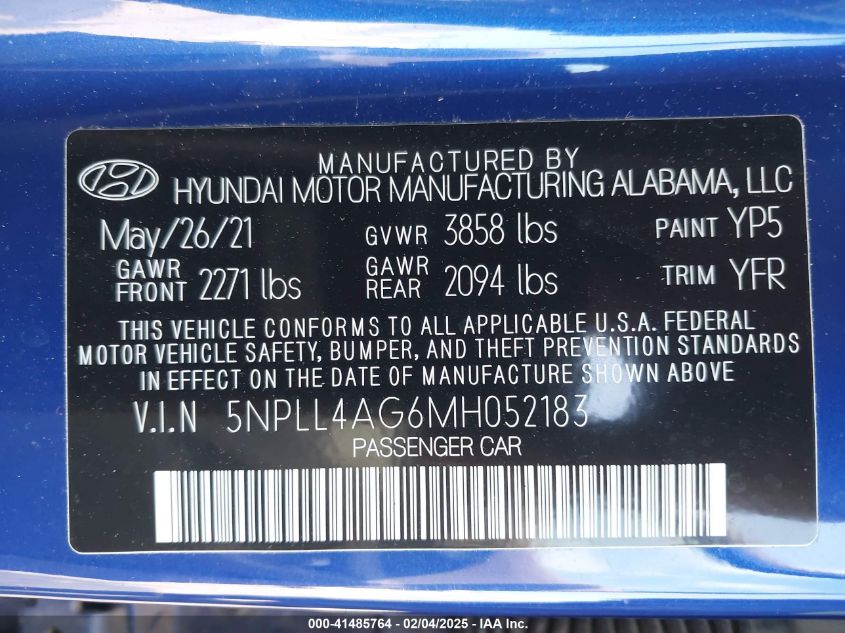 MANUFACTURED BY
HYUNDAI MOTOR MANUFACTURING ALABAMA, LLC
May/26/21 GVWR 3858 lbs PAINT YP5
GAWR FRONT 2271 lbs GAWR REAR 2094 lbs TRIM YFR
THIS VEHICLE CONFORMS TO ALL APPLICABLE U.S.A. FEDERAL
MOTOR VEHICLE SAFETY, BUMPER, AND THEFT PREVENTION STANDARDS
IN EFFECT ON THE DATE OF MANUFACTURE SHOWN ABOVE
V.I.N 5NPLL4AG6MH052183
PASSENGER CAR
000-41485764 - 02/04/2025 - IAA Inc.